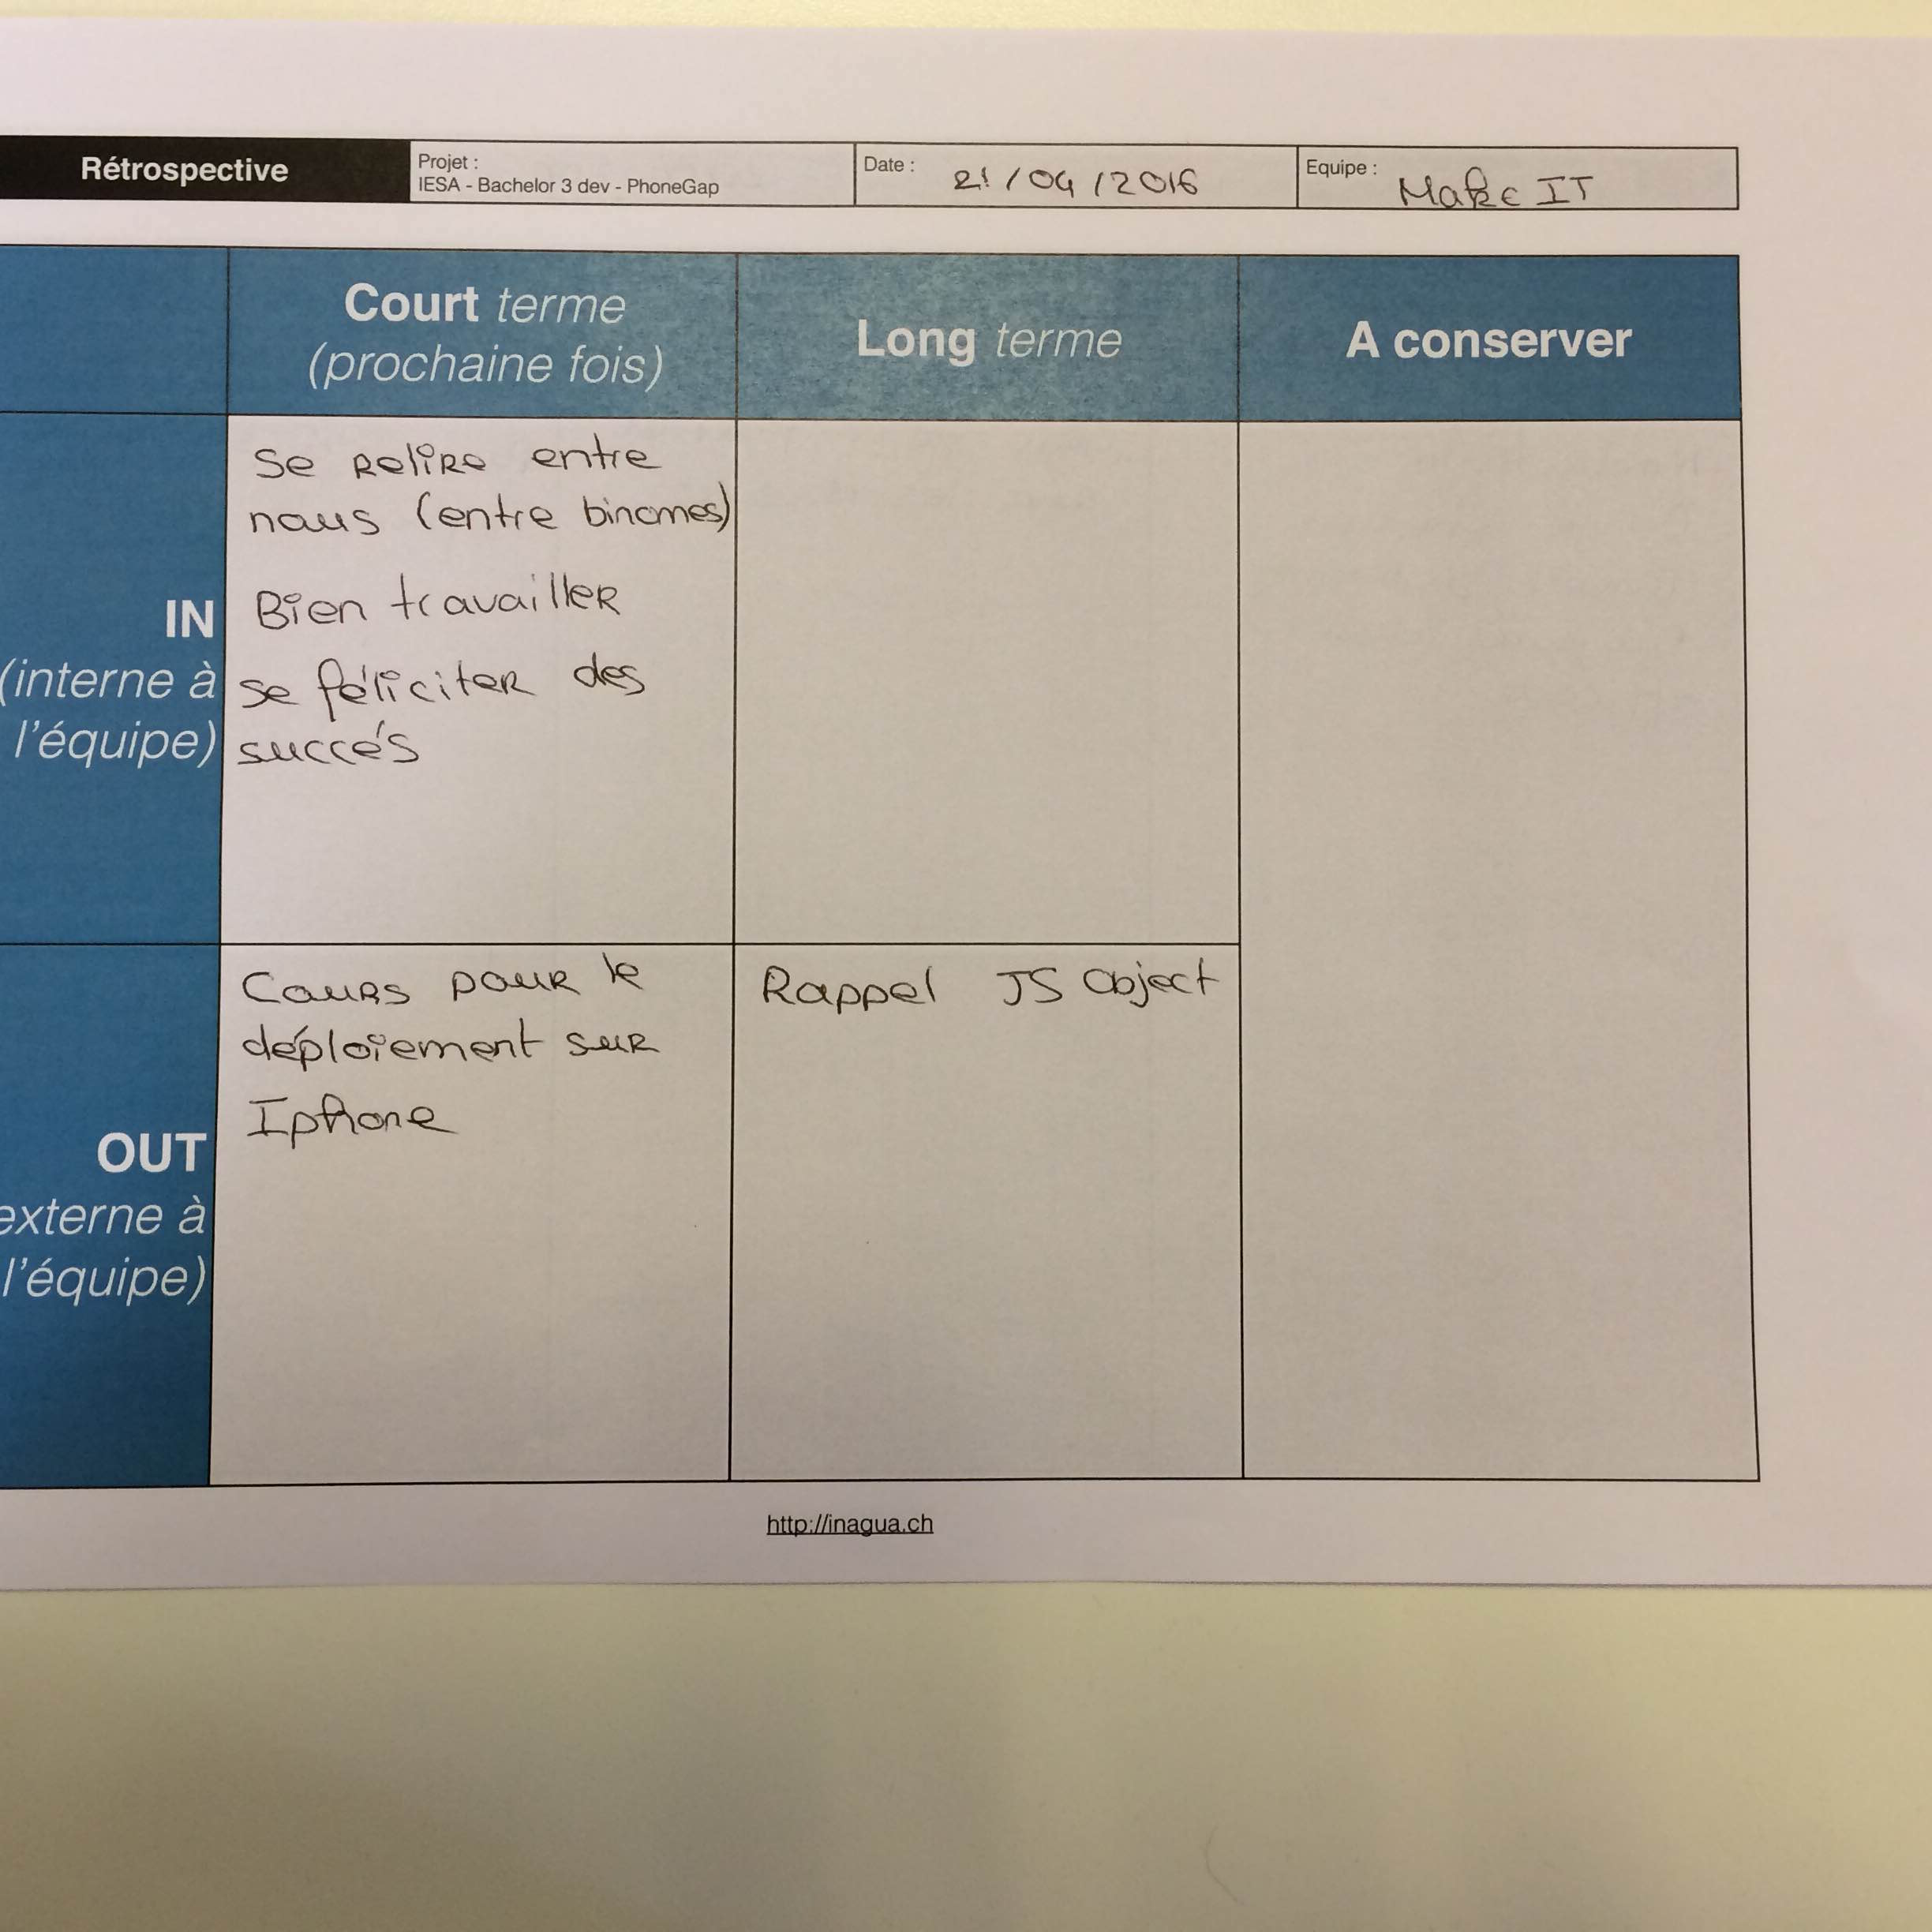 Rétrospective
Projet :
IESA - Bachelor 3 dev - PhoneGap
Date :
21/04/2016
Equipe :
Make IT
Court terme
(prochaine fois)
Long terme
A conserver
IN
(interne à
l'équipe)
Se relire entre
nous (entre binomes)
Bien travailler
se féliciter des
succés
OUT
externe à
l'équipe)
Cours pour le
déploiement sur
Iphone
Rappel JS Object
http://inagua.ch